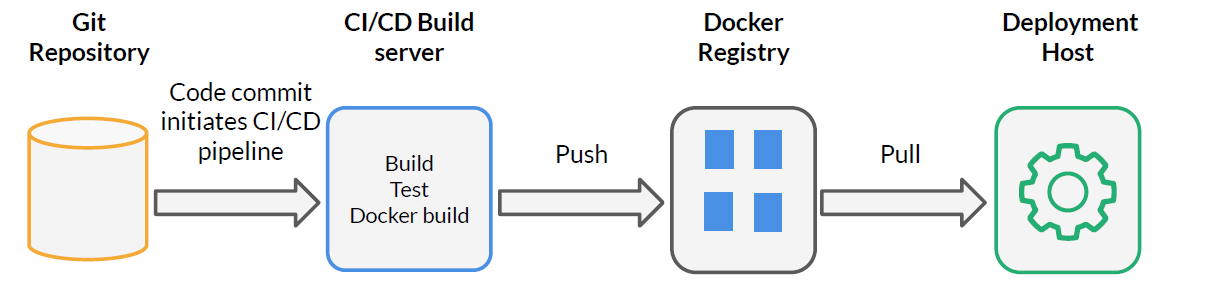 Git
Repository
CI/CD Build
server
Docker
Registry
Deployment
Host
Code commit
initiates CI/CD
pipeline
Build
Test
Docker build
Push
Pull